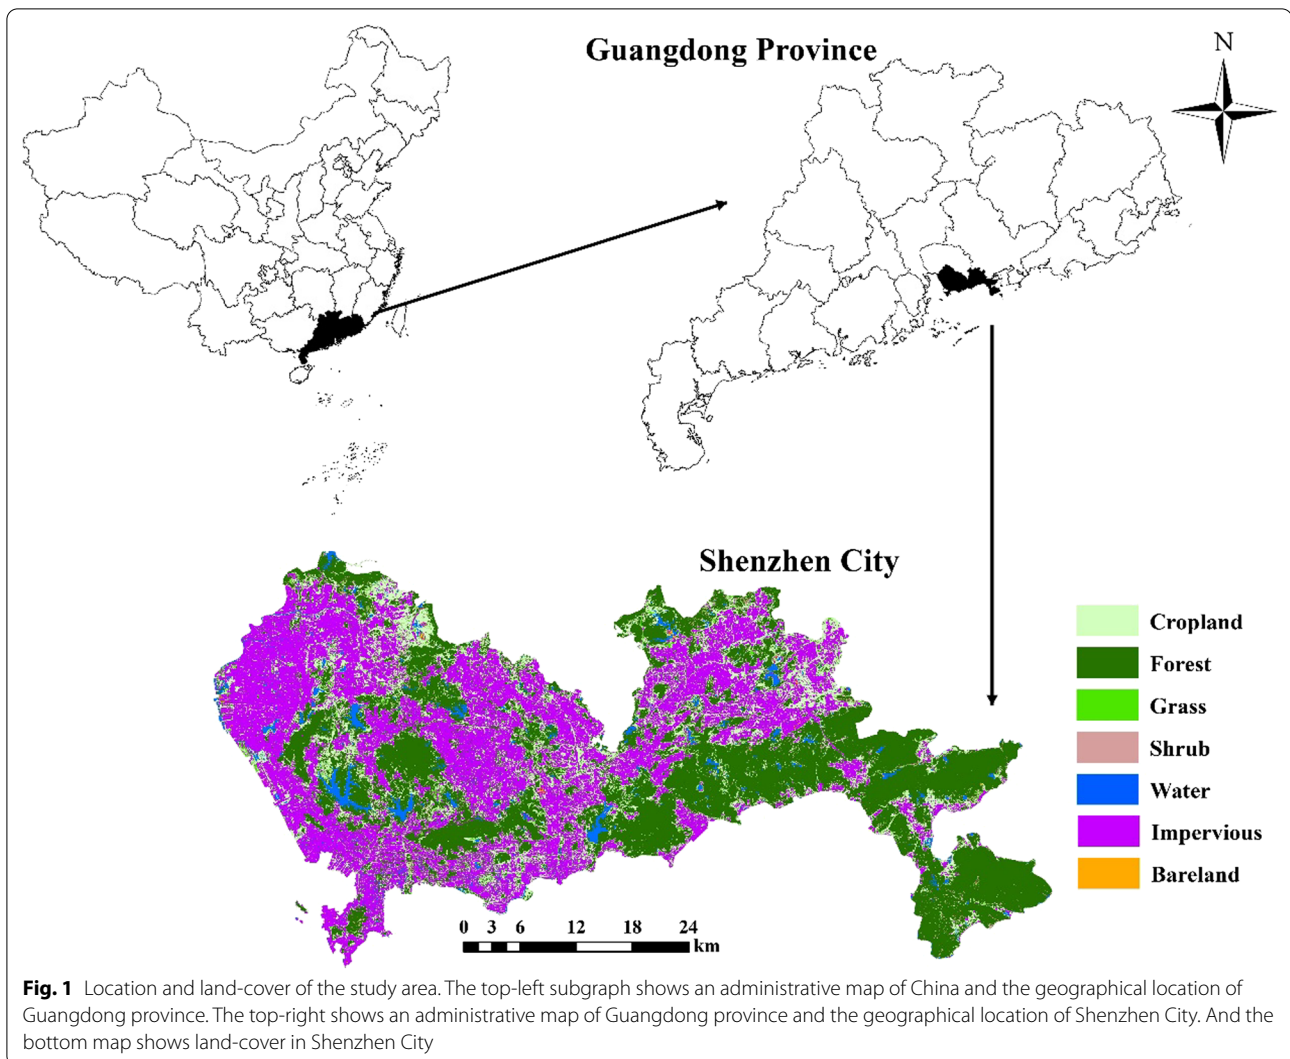 Guangdong Province
N
Shenzhen City
Cropland
Forest
Grass
Shrub
Water
Impervious
Bareland
0 3 6 12 18 24
km
Fig. 1 Location and land-cover of the study area. The top-left subgraph shows an administrative map of China and the geographical location of
Guangdong province. The top-right shows an administrative map of Guangdong province and the geographical location of Shenzhen City. And the
bottom map shows land-cover in Shenzhen City